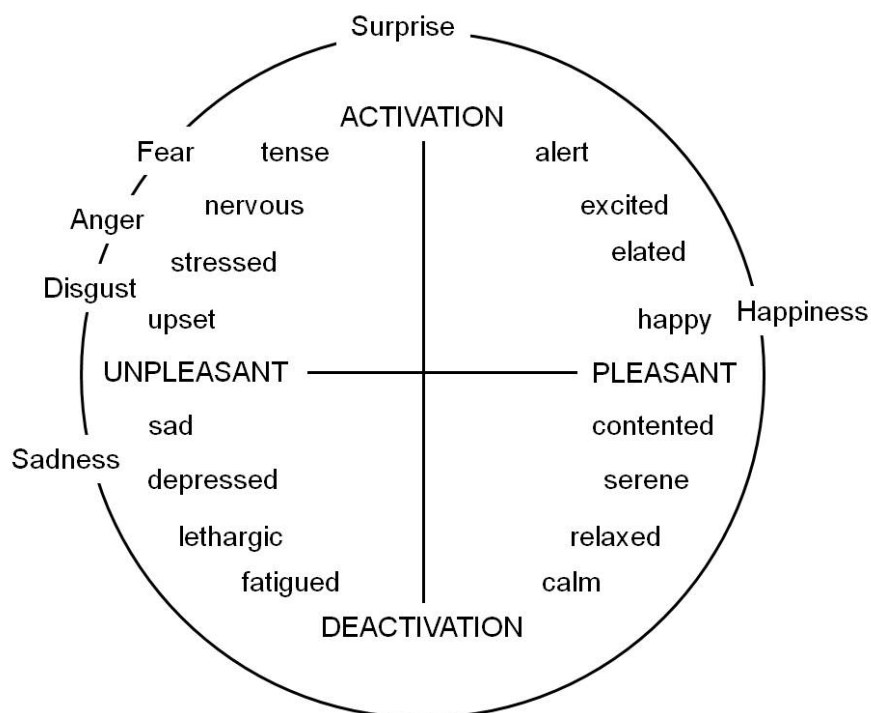 Surprise
ACTIVATION
Fear tense alert
Anger nervous excited
stressed elated
Disgust
upset happy Happiness
UNPLEASANT PLEASANT
sad contented
Sadness
depressed serene
lethargic relaxed
fatigued calm
DEACTIVATION